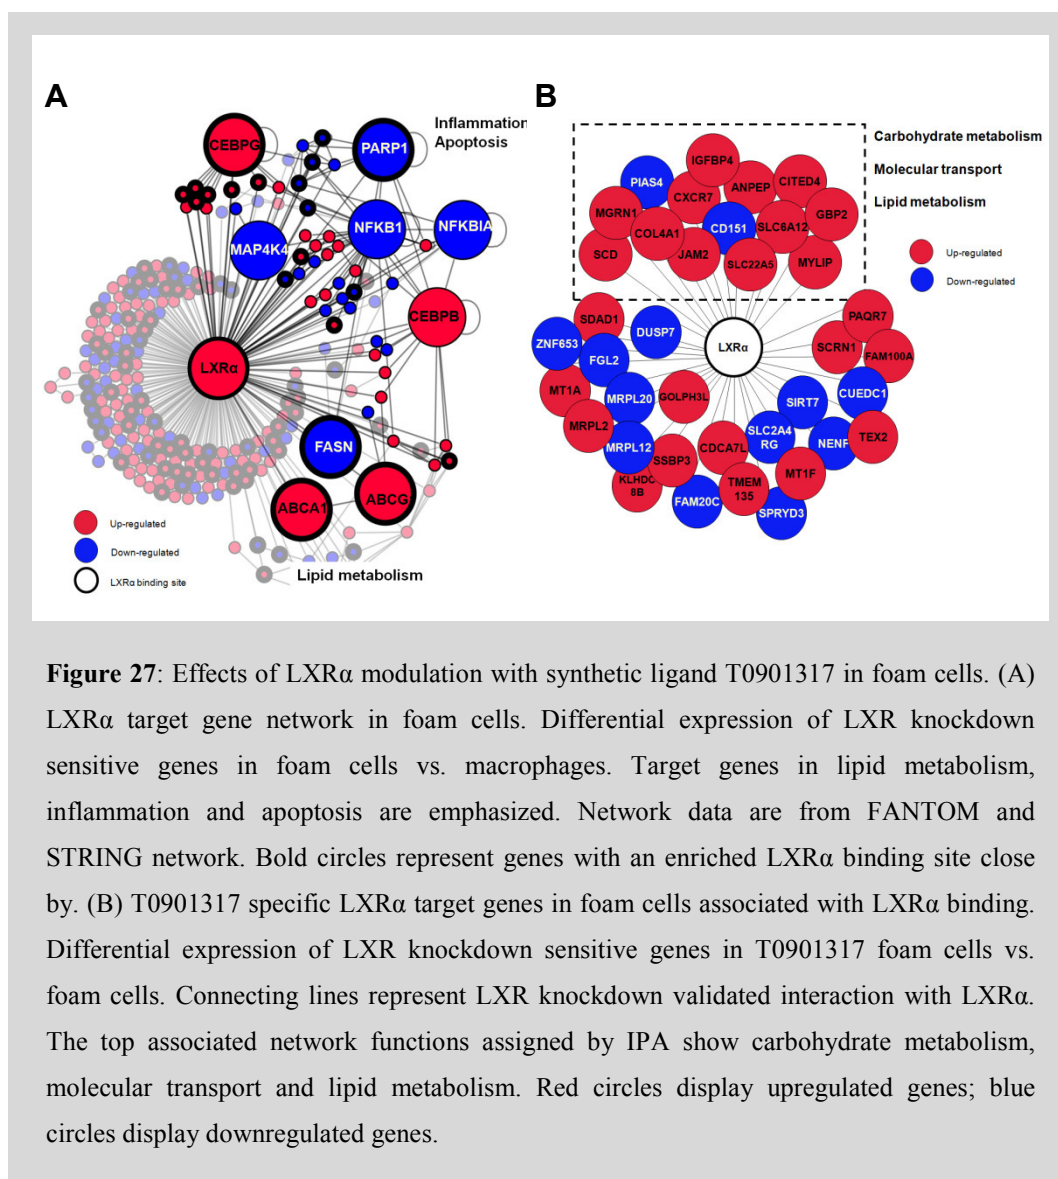 A
B
CEBPG
Inflammation
Apoptosis
PARP1
NFKB1
NFKBIA
MAP4K4
CEBPB
LXRα
FASN
ABCG
ABCA1
Up-regulated
Down-regulated
LXRα binding site
Lipid metabolism
Carbohydrate metabolism
Molecular transport
Lipid metabolism
Up-regulated
Down-regulated
IGFBP4
PIAS4
CXCR7
ANPEP
CITED4
MGRN1
COL4A1
CD151
SLC6A12
GBP2
SCD
JAM2
SLC22A5
MYLIP
LXRα
SDAD1
DUSP7
ZNF653
FGL2
MT1A
MRPL20
GOLPH3L
MRPL2
MRPL12
SSBP3
KLHDC
8B
CDCA7L
FAM20C
TMEM
135
SLC2A4
RG
SIRT7
MT1F
SPRYD3
NENF
TEX2
CUEDC1
PAQR7
SCRN1
FAM100A
Figure 27: Effects of LXRα modulation with synthetic ligand T0901317 in foam cells. (A)
LXRα target gene network in foam cells. Differential expression of LXR knockdown
sensitive genes in foam cells vs. macrophages. Target genes in lipid metabolism,
inflammation and apoptosis are emphasized. Network data are from FANTOM and
STRING network. Bold circles represent genes with an enriched LXRα binding site close
by. (B) T0901317 specific LXRα target genes in foam cells associated with LXRα binding.
Differential expression of LXR knockdown sensitive genes in T0901317 foam cells vs.
foam cells. Connecting lines represent LXR knockdown validated interaction with LXRα.
The top associated network functions assigned by IPA show carbohydrate metabolism,
molecular transport and lipid metabolism. Red circles display upregulated genes; blue
circles display downregulated genes.